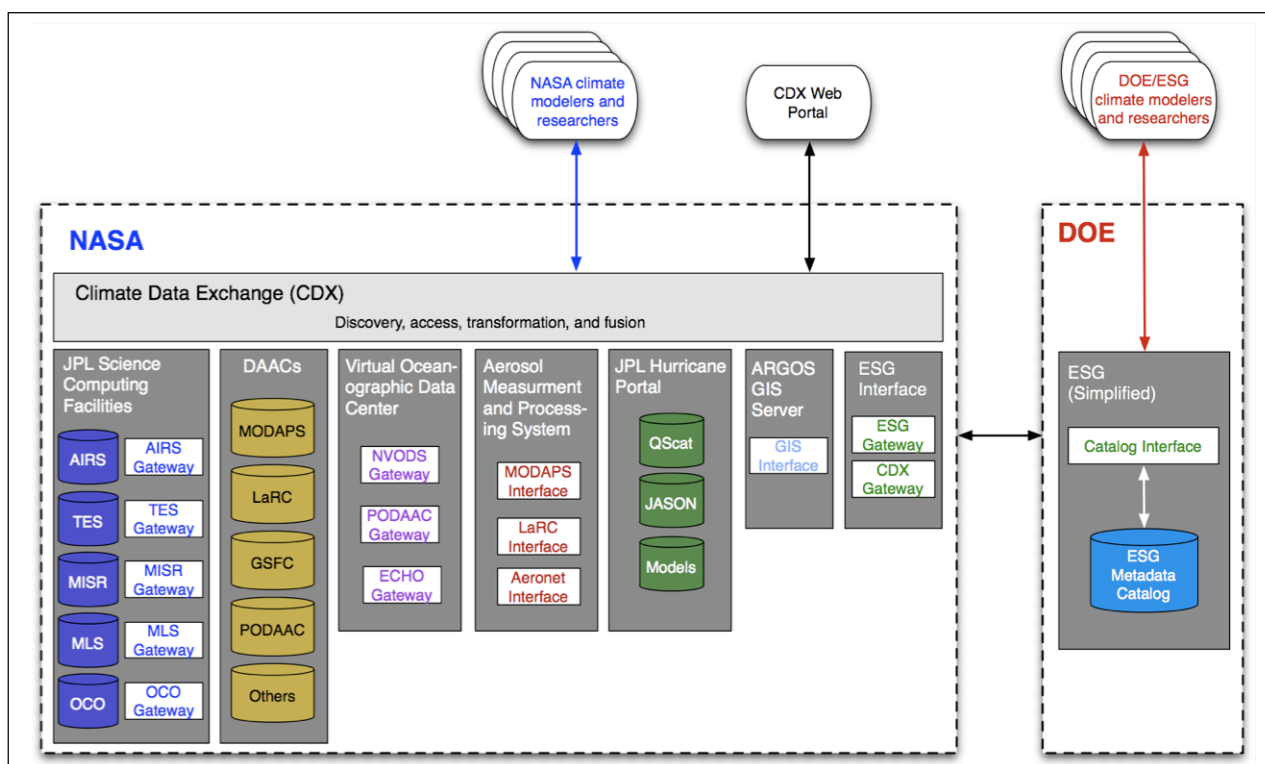 NASA climate
modelers and
researchers
CDX Web
Portal
DOE/ESG
climate modelers
and researchers
NASA
DOE
Climate Data Exchange (CDX)
Discovery, access, transformation, and fusion
JPL Science
Computing
Facilities
AIRS
AIRS
Gateway
TES
TES
Gateway
MISR
MISR
Gateway
MLS
MLS
Gateway
OCO
OCO
Gateway
DAACs
MODAPS
LaRC
GSFC
PODAAC
Others
Virtual Ocean-
ographic Data
Center
NVODS
Gateway
PODAAC
Gateway
ECHO
Gateway
Aerosol
Measurment
and Process-
ing System
MODAPS
Interface
LaRC
Interface
Aeronet
Interface
JPL Hurricane
Portal
QScat
JASON
Models
ARGOS
GIS
Server
GIS
Interface
ESG
Interface
ESG
Gateway
CDX
Gateway
ESG
(Simplified)
Catalog Interface
ESG
Metadata
Catalog